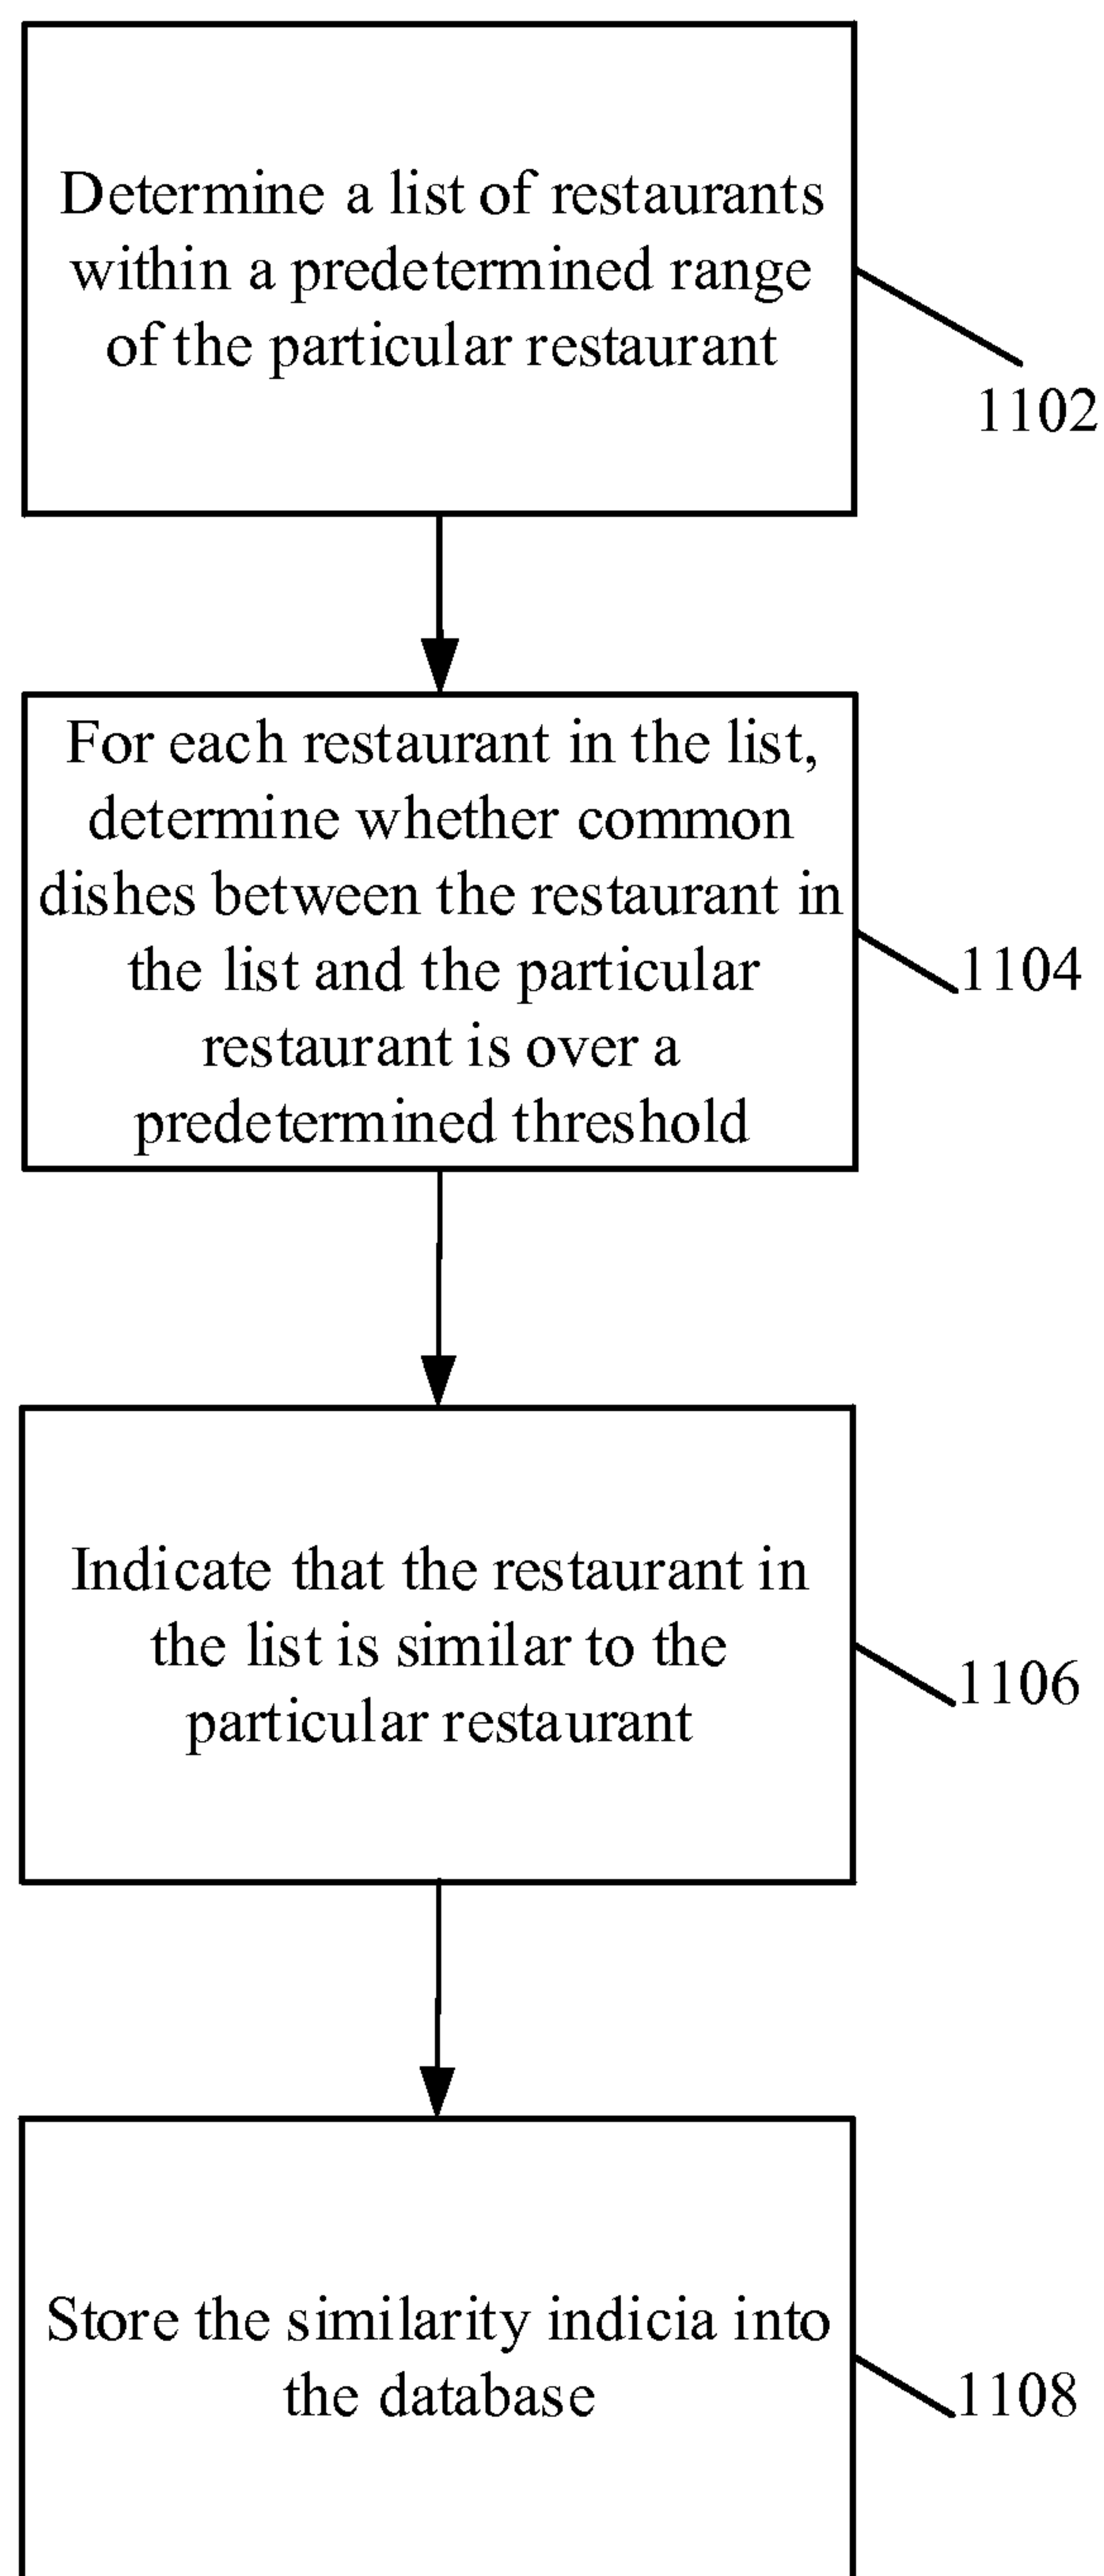 Determine a list of restaurants
within a predetermined range
of the particular restaurant
1102
For each restaurant in the list,
determine whether common
dishes between the restaurant in
the list and the particular
restaurant is over a
predetermined threshold
1104
Indicate that the restaurant in
the list is similar to the
particular restaurant
1106
Store the similarity indicia into
the database
1108